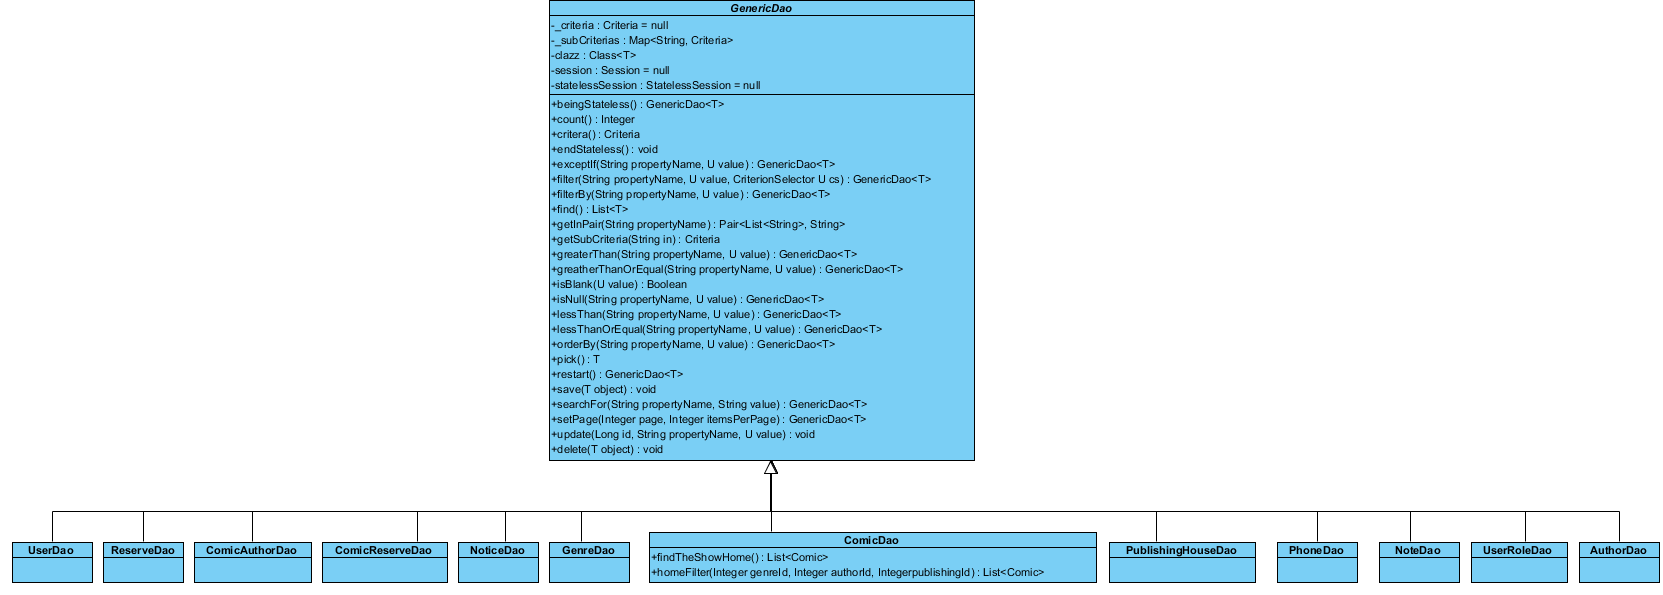 GenericDao
-_criteria : Criteria = null
-_subCriterias : Map<String, Criteria>
-clazz : Class<T>
-session : Session = null
-statelessSession : StatelessSession = null
+beingStateless() : GenericDao<T>
+count() : Integer
+critera() : Criteria
+endStateless() : void
+exceptIf(String propertyName, U value) : GenericDao<T>
+filter(String propertyName, U value, CriterionSelector U cs) : GenericDao<T>
+filterBy(String propertyName, U value) : GenericDao<T>
+find() : List<T>
+getInPair(String propertyName) : Pair<List<String>, String>
+getSubCriteria(String in) : Criteria
+greaterThan(String propertyName, U value) : GenericDao<T>
+greatherThanOrEqual(String propertyName, U value) : GenericDao<T>
+isBlank(U value) : Boolean
+isNull(String propertyName, U value) : GenericDao<T>
+lessThan(String propertyName, U value) : GenericDao<T>
+lessThanOrEqual(String propertyName, U value) : GenericDao<T>
+orderBy(String propertyName, U value) : GenericDao<T>
+pick() : T
+restart() : GenericDao<T>
+save(T object) : void
+searchFor(String propertyName, String value) : GenericDao<T>
+setPage(Integer page, Integer itemsPerPage) : GenericDao<T>
+update(Long id, String propertyName, U value) : void
+delete(T object) : void
UserDao
ReserveDao
ComicAuthorDao
ComicReserveDao
NoticeDao
GenreDao
ComicDao
+findTheShowHome() : List<Comic>
+homeFilter(Integer genreId, Integer authorId, IntegerpublishingId) : List<Comic>
PublishingHouseDao
PhoneDao
NoteDao
UserRoleDao
AuthorDao